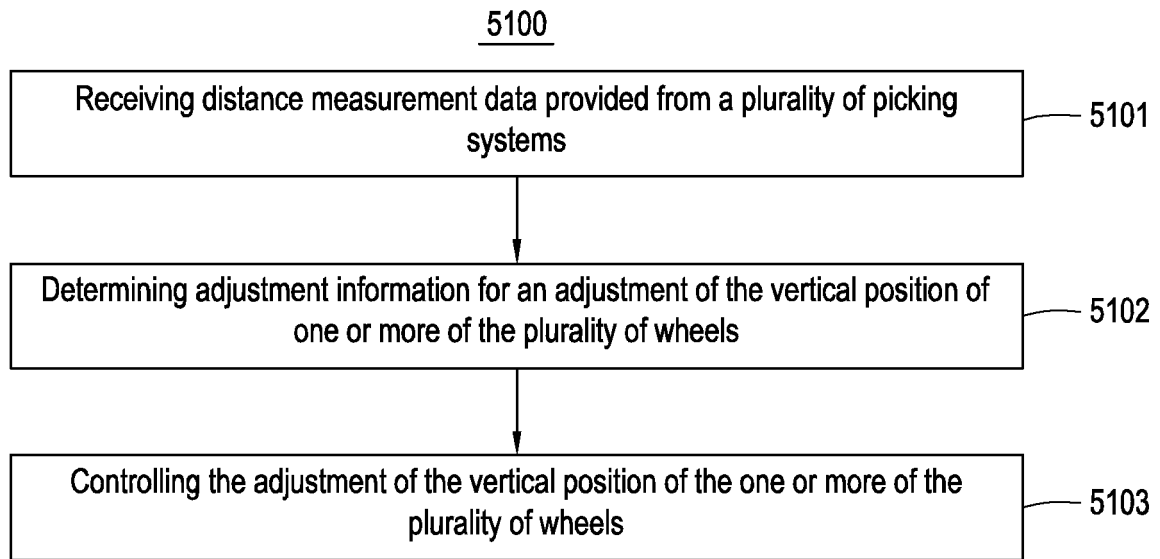 5100
Receiving distance measurement data provided from a plurality of picking
systems
5101
Determining adjustment information for an adjustment of the vertical position of
one or more of the plurality of wheels
5102
Controlling the adjustment of the vertical position of the one or more of the
plurality of wheels
5103